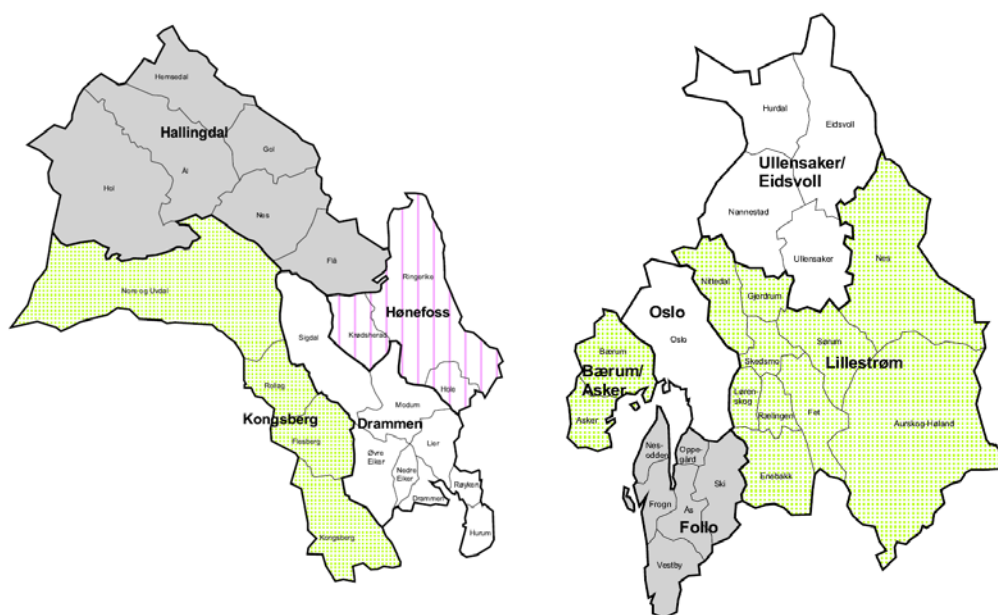 Hemsedal
Hallingdal
Gol
Ål
Hol
Nes
Flå
Nore og Uvdal
Ringerike
Hønefoss
Krødsherad
Sigdal
Hole
Rollag
Modum
Kongsberg
Drammen
Flesberg
Øvre
Eiker
Lier
Nedre
Eiker
Røyken
Drammen
Hurum
Kongsberg
Hurdal
Eidsvoll
Ullensaker/
Eidsvoll
Nannestad
Ullensaker
Nes
Nittedal
Gjerdrum
Oslo
Oslo
Sørum
Bærum
Skedsmo
Lillestrøm
Bærum/
Asker
Løren-
skog
Rælingen
Fet
Asker
Aurskog-Høland
Nes-
odden
Oppe-
gård
Ski
Enebakk
Frogn
Ås
Follo
Vestby